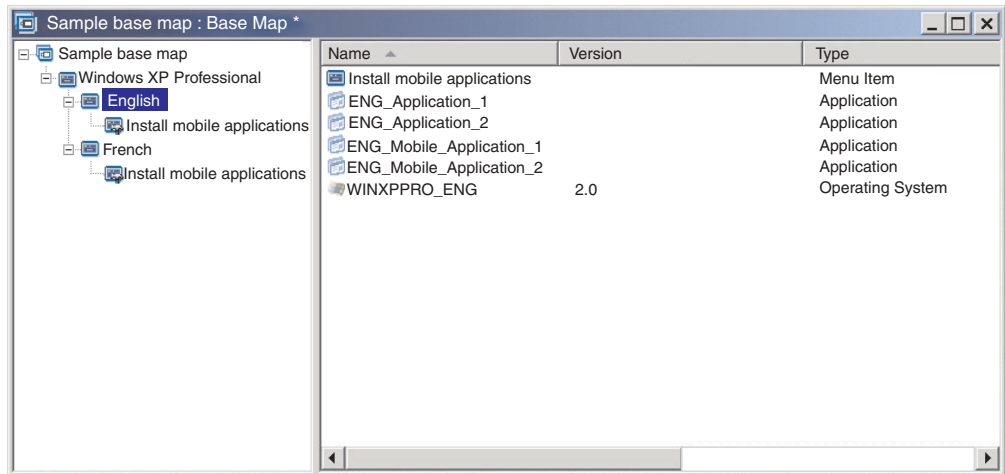 Sample base map : Base Map *
Sample base map
Windows XP Professional
English
Install mobile applications
French
Install mobile applications
Name Version Type
Install mobile applications Menu Item
ENG_Application_1 Application
ENG_Application_2 Application
ENG_Mobile_Application_1 Application
ENG_Mobile_Application_2 Application
WINXPPRO_ENG 2.0 Operating System